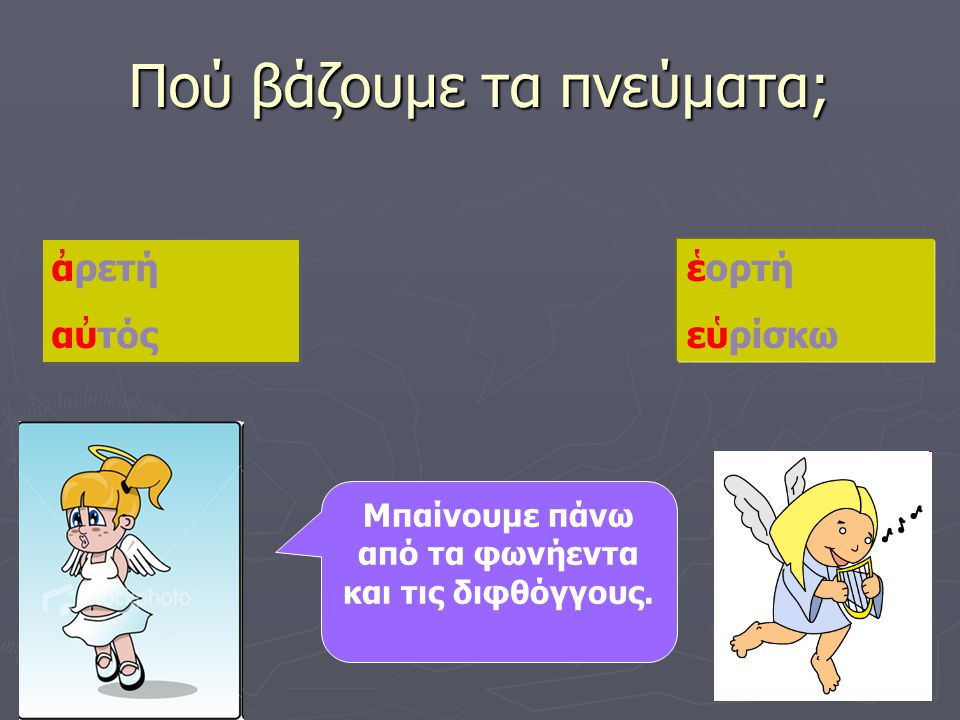 Πού βάζουμε τα πνεύματα;
ἀρετή
αὐτός
ἑορτή
εὑρίσκω
Μπαίνουμε πάνω
από τα φωνήεντα
και τις διφθόγγους.